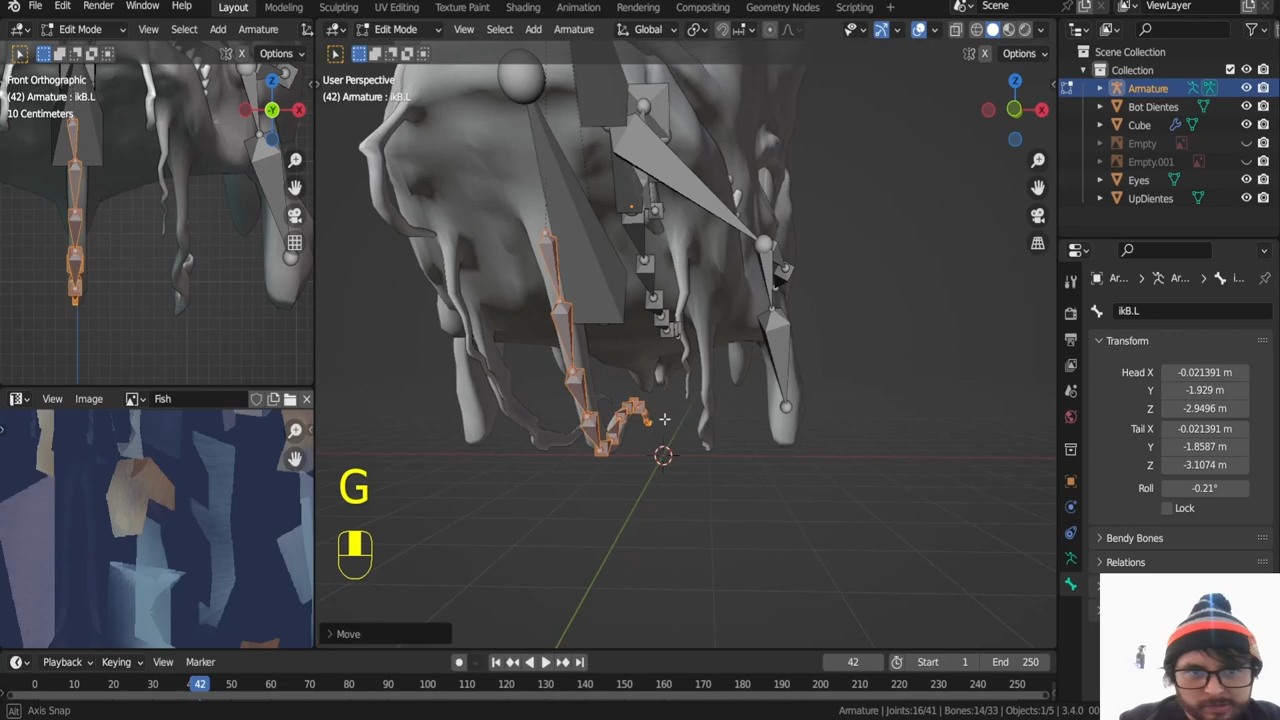 File Edit Render Window Help Layout Modeling Sculpting UV Editing Texture Paint Shading Animation Rendering Compositing Geometry Nodes Scripting + Scene ViewLayer
Edit Mode View Select Add Armature
Options
Front Orthographic
(42) Armature : ikB.L
10 Centimeters
Z
X
-Y
Edit Mode View Select Add Armature Global
X Options
User Perspective
(42) Armature : ikB.L
Z
X
G
Move
View Image Fish
Scene Collection
Collection
Armature
Bot Dientes
Cube
Empty
Empty.001
Eyes
UpDientes
Ar... Ar... i...
ikB.L
Transform
Head X -0.021391 m
Y -1.929 m
Z -2.9496 m
Tail X -0.021391 m
Y -1.8587 m
Z -3.1074 m
Roll -0.21°
Lock
Bendy Bones
Relations
Playback Keying View Marker 42 Start 1 End 250
0 10 20 30 42 50 60 70 80 90 100 110 120 130 140 150 160 170 180 190 200 210 220 230 240 250
Alt Axis Snap
Armature | Joints:16/41 | Bones:14/33 | Objects:1/5 | 3.4.0